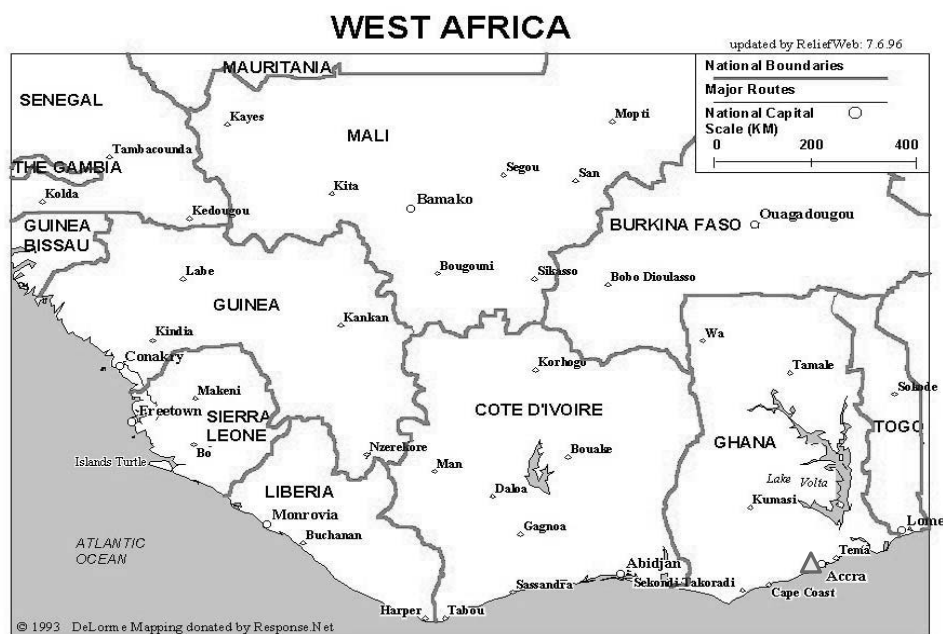 WEST AFRICA
updated by ReliefWeb: 7.6.96
National Boundaries
Major Routes
National Capital
Scale (KM)
0 200 400
MAURITANIA
SENEGAL
Kayes
MALI
Mopti
Tambacounda
THE GAMBIA
Segou
San
Kita
Kolda
Bamako
Kedougou
GUINEA
BISSAU
BURKINA FASO
Ouagadougou
Labe
Bougouni
Sikasso
Bobo Dioulasso
GUINEA
Kankan
Kindia
Wa
Conakry
Korhogo
Tamale
Makeni
Sokode
Freetown
SIERRA
LEONE
COTE D'IVOIRE
TOGO
GHANA
Bo
Nzerekore
Bouake
Islands Turtle
Man
Lake Volta
LIBERIA
Daloa
Kumasi
Monrovia
Lome
Gagnoa
Buchanan
ATLANTIC
OCEAN
Tema
Abidjan
Accra
Sassandra
Sekondi Takoradi
Cape Coast
Harper
Tabou
© 1993 DeLorme Mapping donated by Response.Net